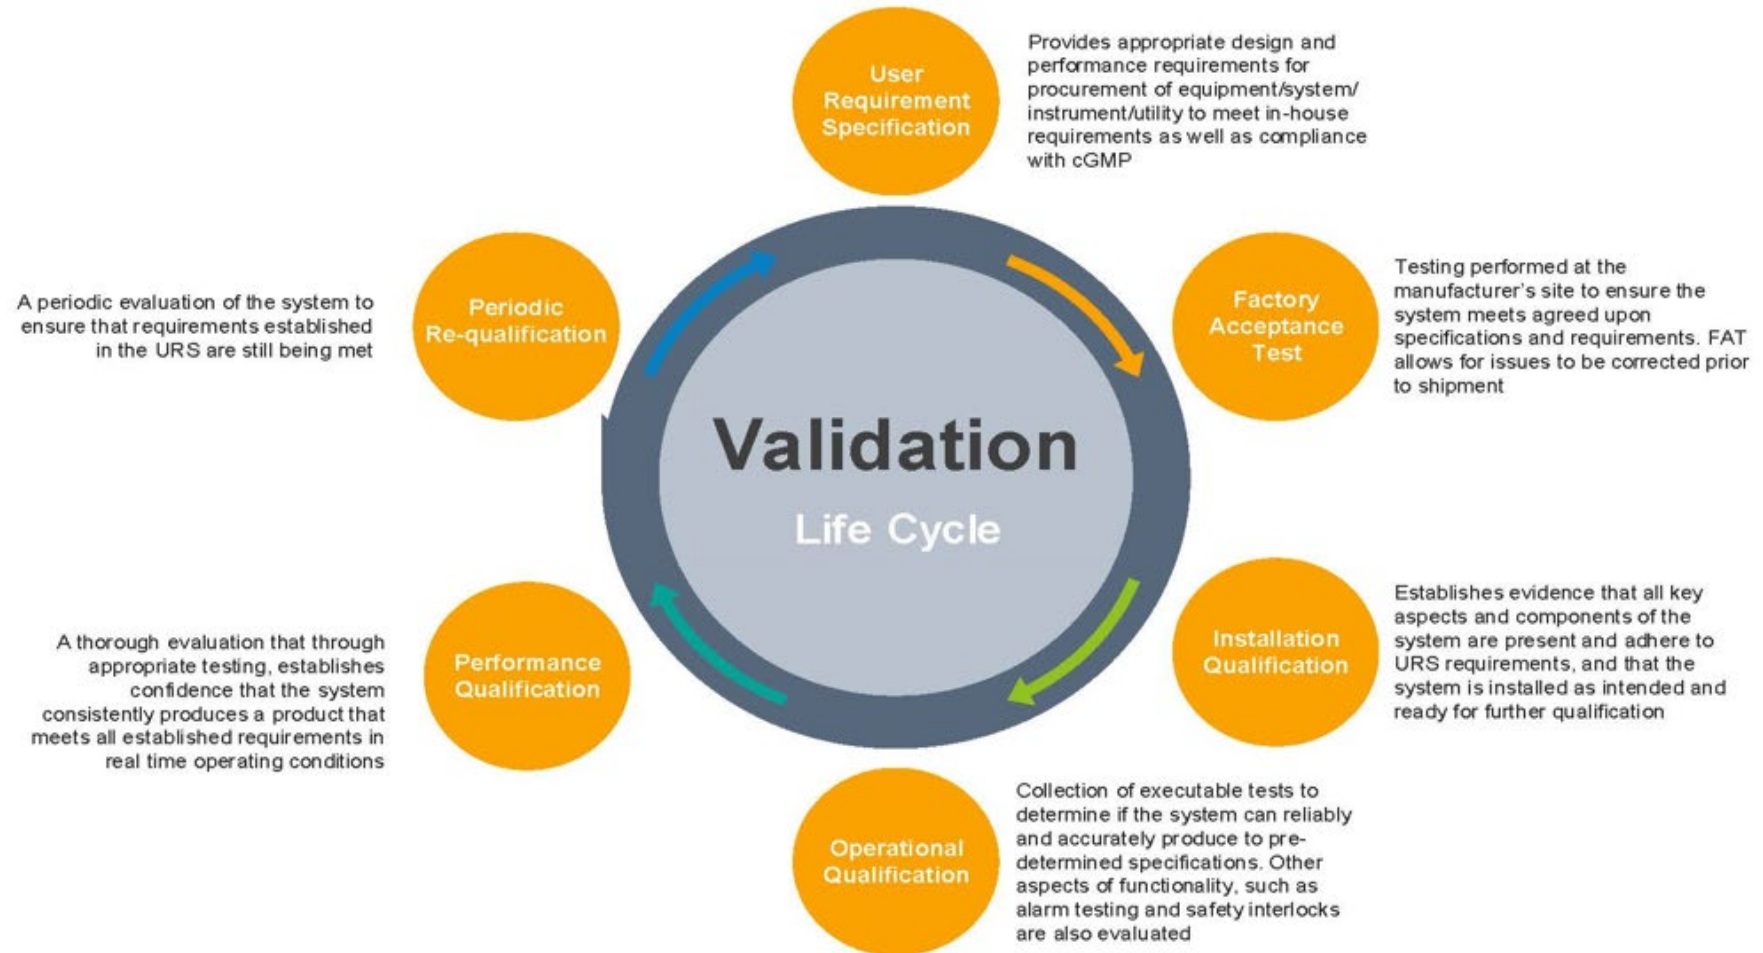 User
Requirement
Specification
Provides appropriate design and
performance requirements for
procurement of equipment/system/
instrument/utility to meet in-house
requirements as well as compliance
with cGMP
Factory
Acceptance
Test
Testing performed at the
manufacturer's site to ensure the
system meets agreed upon
specifications and requirements. FAT
allows for issues to be corrected prior
to shipment
Installation
Qualification
Establishes evidence that all key
aspects and components of the
system are present and adhere to
URS requirements, and that the
system is installed as intended and
ready for further qualification
Operational
Qualification
Collection of executable tests to
determine if the system can reliably
and accurately produce to pre-
determined specifications. Other
aspects of functionality, such as
alarm testing and safety interlocks
are also evaluated
Performance
Qualification
A thorough evaluation that through
appropriate testing, establishes
confidence that the system
consistently produces a product that
meets all established requirements in
real time operating conditions
Periodic
Re-qualification
A periodic evaluation of the system to
ensure that requirements established
in the URS are still being met
Validation
Life Cycle